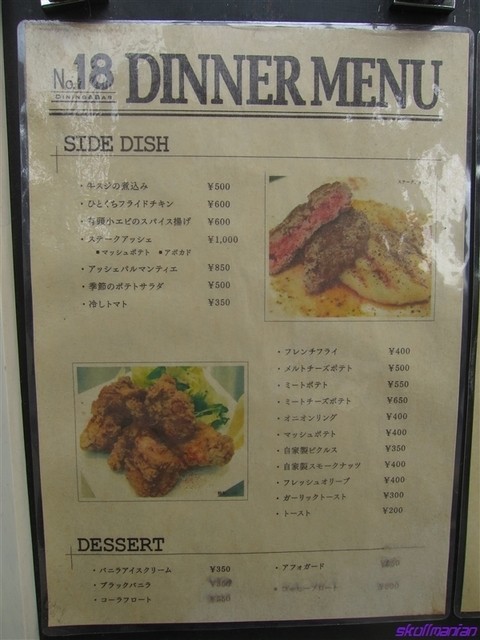 No.18 DINNER MENU
DINING&BAR
SIDE DISH
・牛スジの煮込み ¥500
・ひとくちフライドチキン ¥600
・有頭小エビのスパイス揚げ ¥600
・ステークアッシェ ¥1,000
■マッシュポテト ■アボカド
・アッシェパルマンティエ ¥850
・季節のポテトサラダ ¥500
・冷しトマト ¥350
・フレンチフライ ¥400
・メルトチーズポテト ¥500
・ミートポテト ¥550
・ミートチーズポテト ¥650
・オニオンリング ¥400
・マッシュポテト ¥400
・自家製ピクルス ¥350
・自家製スモークナッツ ¥400
・フレッシュオリーブ ¥400
・ガーリックトースト ¥300
・トースト ¥200
DESSERT
・バニラアイスクリーム ¥350
・ブラックバニラ
・コーラフロート
・アフォガード
skullmanian